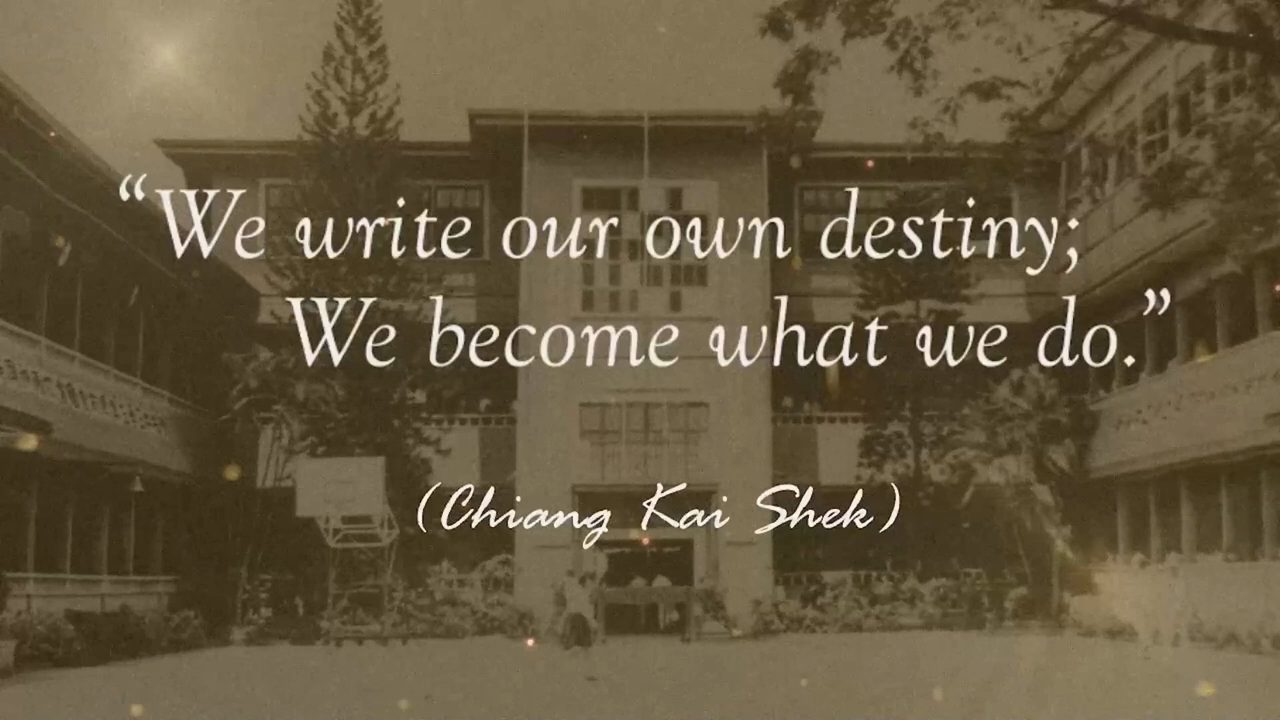 “We write our own destiny;
We become what we do.”
(Chiang Kai Shek)